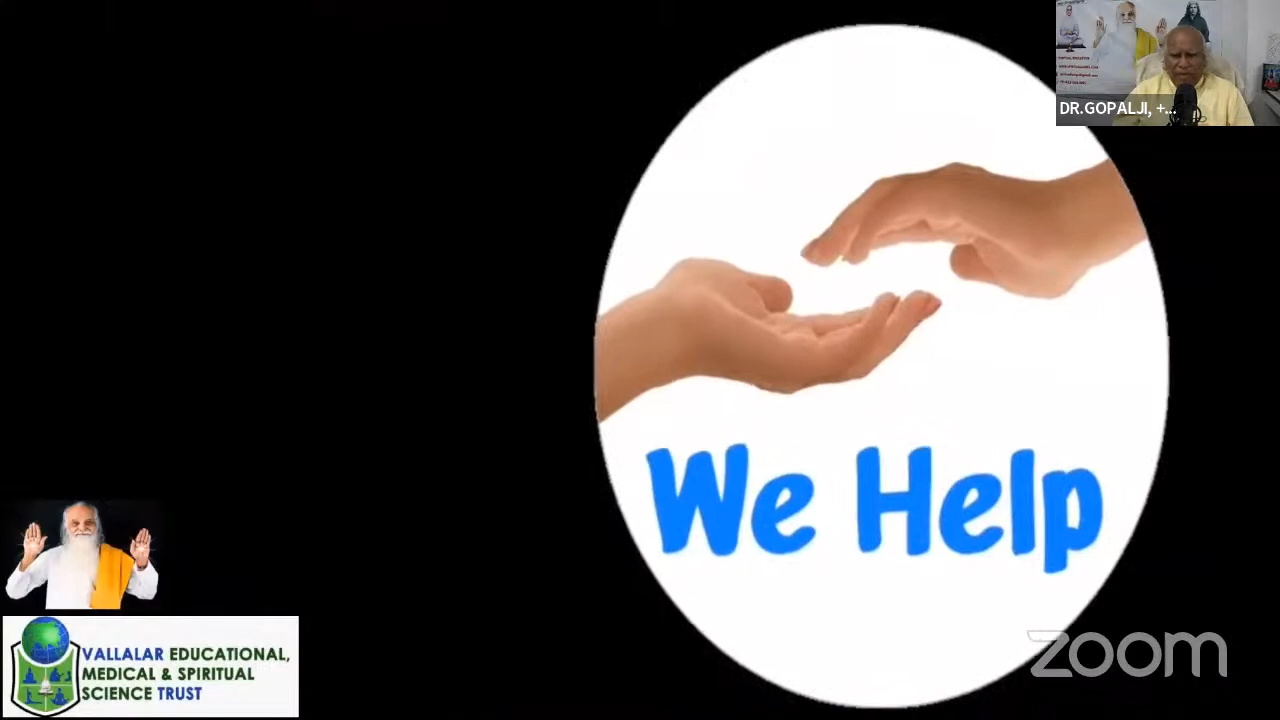 DR.GOPALJI, +...
We Help
VALLALAR EDUCATIONAL,
MEDICAL & SPIRITUAL
SCIENCE TRUST
zoom